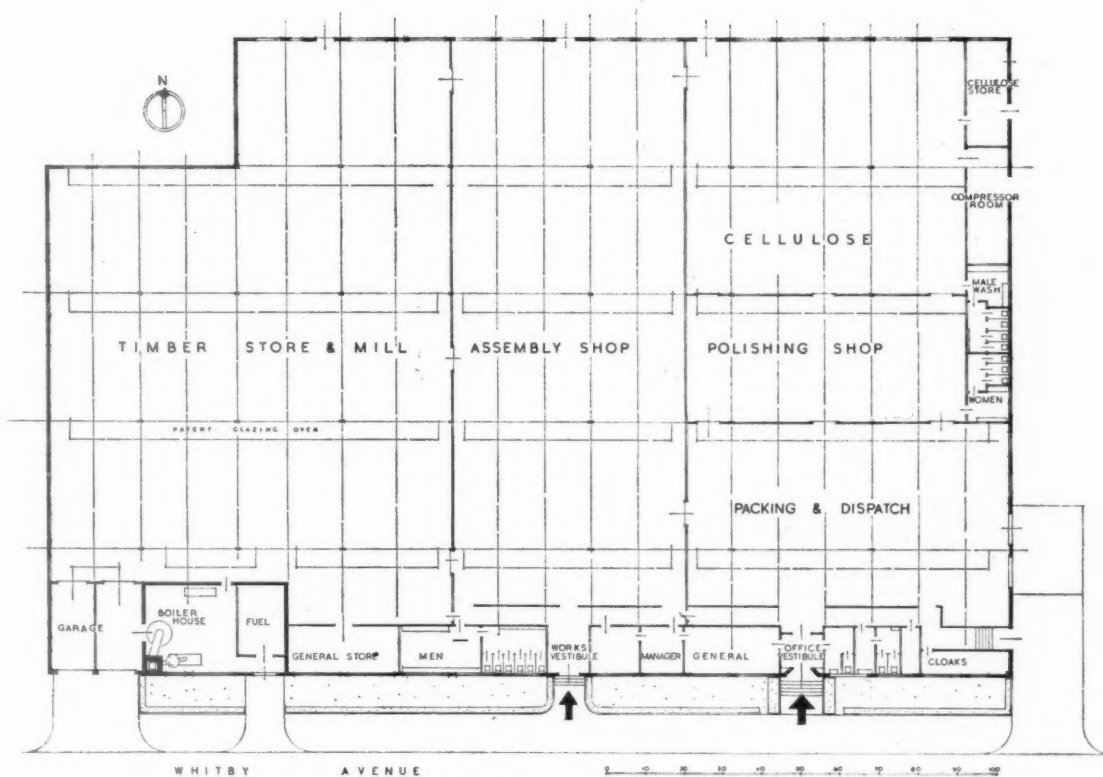 N
CELLULOSE
STORE
COMPRESSOR
ROOM
CELLULOSE
MALE
WASH
TIMBER STORE & MILL
ASSEMBLY SHOP
POLISHING SHOP
WOMEN
PATENT GLAZING OVER
PACKING & DISPATCH
GARAGE
BOILER
HOUSE
FUEL
GENERAL STORE
MEN
WORKS
VESTIBULE
MANAGER
GENERAL
OFFICE
VESTIBULE
CLOAKS
WHITBY AVENUE
0 10 20 30 40 50 60 70 80 90 100